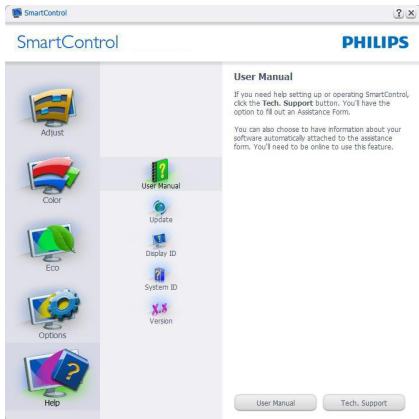 SmartControl
SmartControl
PHILIPS
Adjust
Color
Eco
Options
Help
User Manual
Update
Display ID
System ID
X.X
Version
User Manual
If you need help setting up or operating SmartControl,
click the Tech. Support button. You'll have the
option to fill out an Assistance Form.
You can also choose to have information about your
software automatically attached to the assistance
form. You'll need to be online to use this feature.
User Manual
Tech. Support